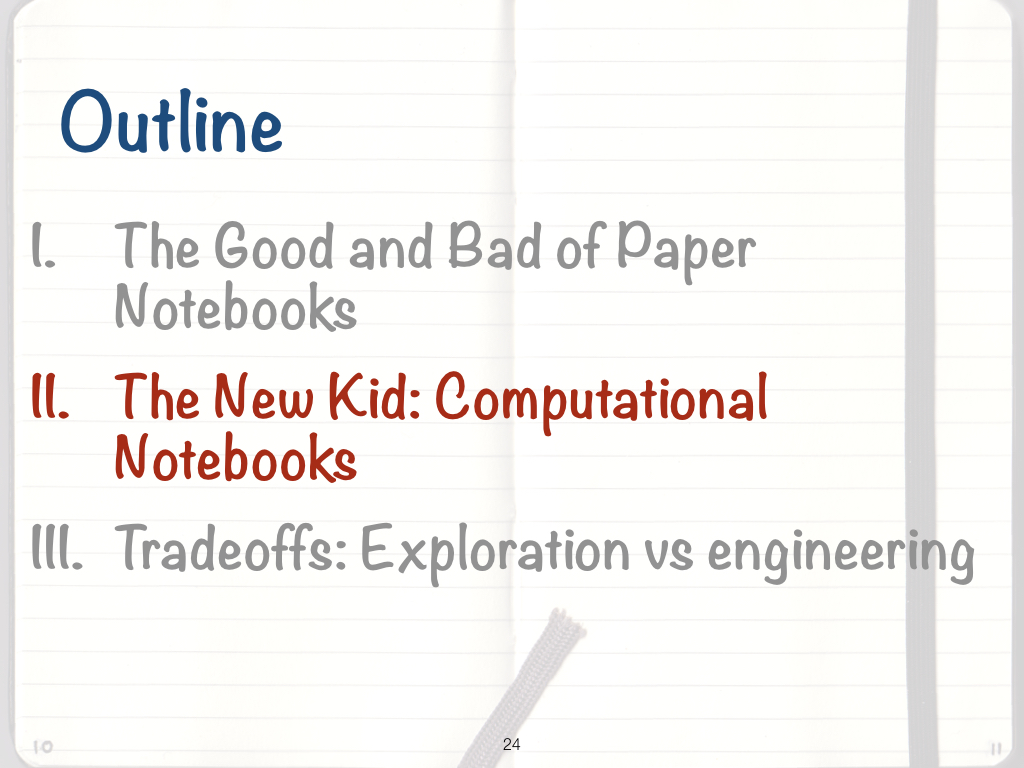 Outline
I. The Good and Bad of Paper
Notebooks
II. The New Kid: Computational
Notebooks
III. Tradeoffs: Exploration vs engineering
10
24
11